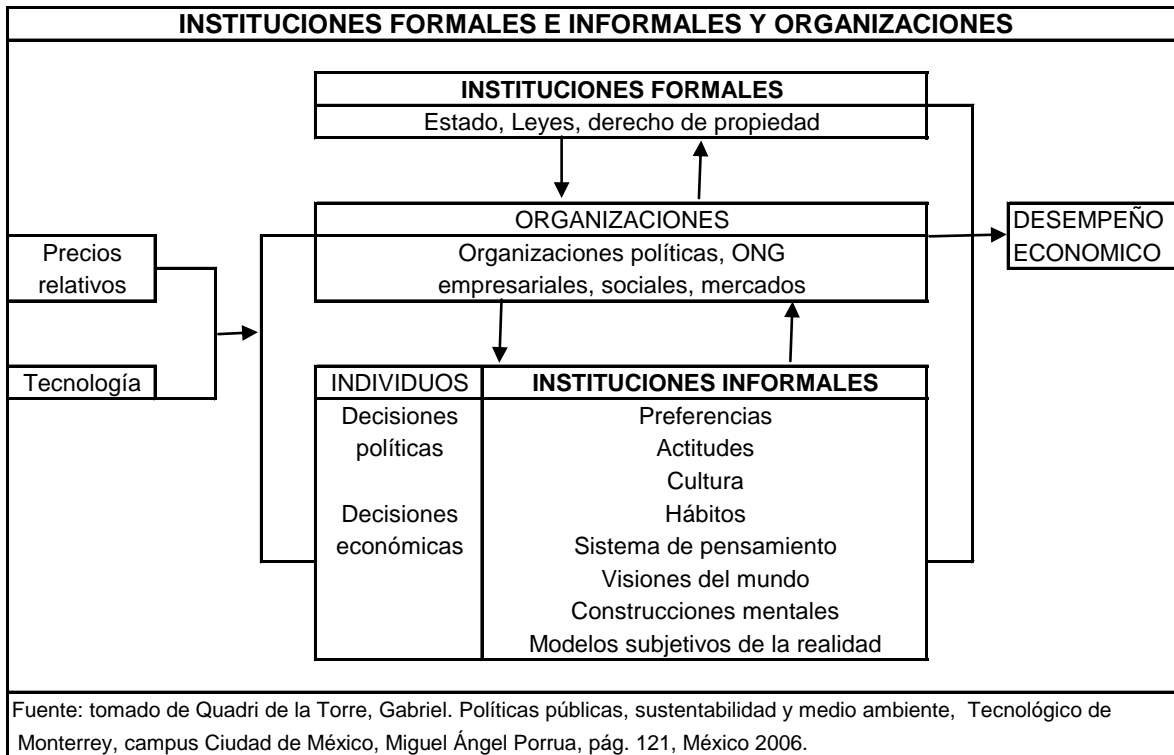 INSTITUCIONES FORMALES E INFORMALES Y ORGANIZACIONES
INSTITUCIONES FORMALES
Estado, Leyes, derecho de propiedad
ORGANIZACIONES
Organizaciones políticas, ONG
empresariales, sociales, mercados
DESEMPEÑO
ECONOMICO
Precios
relativos
Tecnología
INDIVIDUOS
Decisiones
políticas
Decisiones
económicas
INSTITUCIONES INFORMALES
Preferencias
Actitudes
Cultura
Hábitos
Sistema de pensamiento
Visiones del mundo
Construcciones mentales
Modelos subjetivos de la realidad
Fuente: tomado de Quadri de la Torre, Gabriel. Políticas públicas, sustentabilidad y medio ambiente, Tecnológico de
Monterrey, campus Ciudad de México, Miguel Ángel Porrua, pág. 121, México 2006.